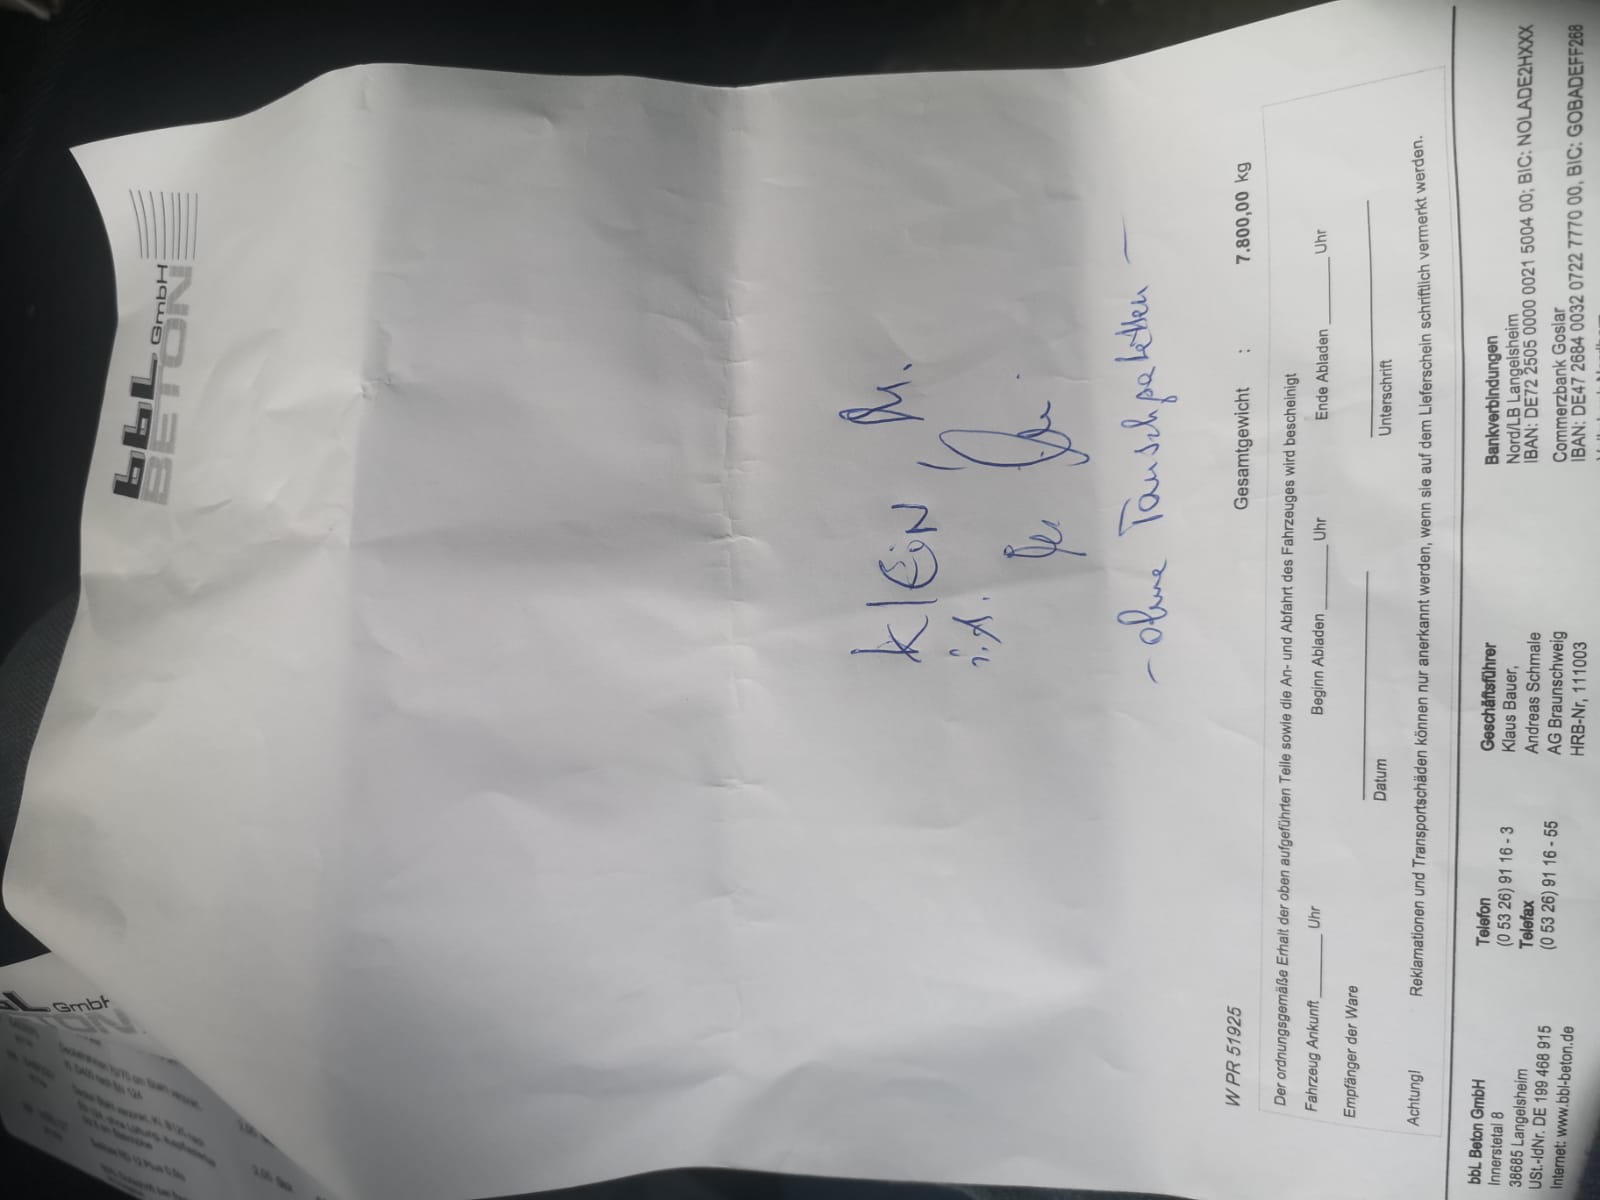 bbL GmbH
BETON
KlEiN
i.A.
- ohne Tauschpaletten -
W PR 51925 Gesamtgewicht : 7.800,00 kg
Der ordnungsgemäße Erhalt der oben aufgeführten Teile sowie die An- und Abfahrt des Fahrzeuges wird bescheinigt
Fahrzeug Ankunft ______ Uhr Beginn Abladen ______ Uhr Ende Abladen ______ Uhr
Empfänger der Ware
Datum Unterschrift
Achtung! Reklamationen und Transportschäden können nur anerkannt werden, wenn sie auf dem Lieferschein schriftlich vermerkt werden.
bbL Beton GmbH
Innerstetal 8
38685 Langelsheim
USt.-IdNr. DE 199 468 915
Internet: www.bbl-beton.de
Telefon
(0 53 26) 91 16 - 3
Telefax
(0 53 26) 91 16 - 55
Geschäftsführer
Klaus Bauer,
Andreas Schmale
AG Braunschweig
HRB-Nr, 111003
Bankverbindungen
Nord/LB Langelsheim
IBAN: DE72 2505 0000 0021 5004 00; BIC: NOLADE2HXXX
Commerzbank Goslar
IBAN: DE47 2684 0032 0722 7770 00, BIC: GOBADEFF268
GmbH